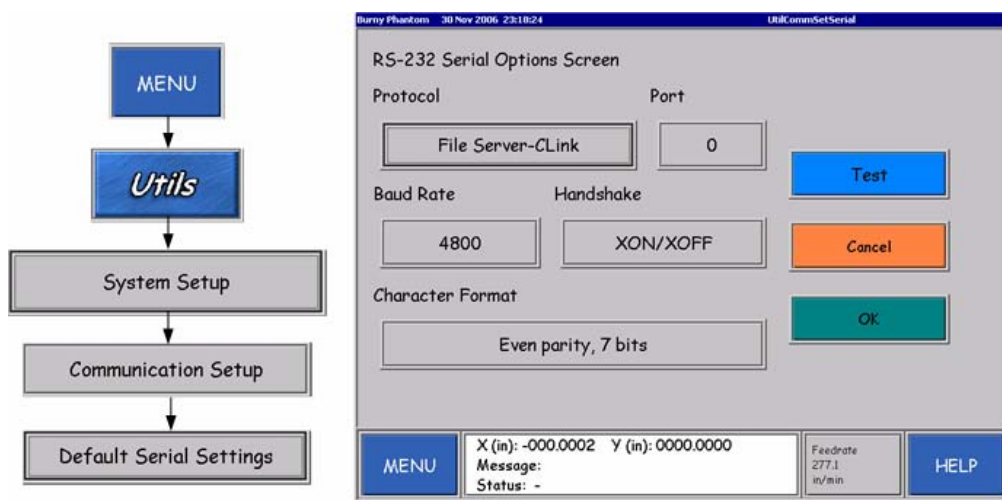 MENU
Utils
System Setup
Communication Setup
Default Serial Settings
Burny Phantom 30 Nov 2006 23:18:24 UtilCommSetSerial
RS-232 Serial Options Screen
Protocol Port
File Server-CLink 0
Test
Baud Rate Handshake
4800 XON/XOFF
Cancel
Character Format
OK
Even parity, 7 bits
MENU
X (in): -000.0002 Y (in): 0000.0000
Message:
Status: -
Feedrate
277.1
in/min
HELP